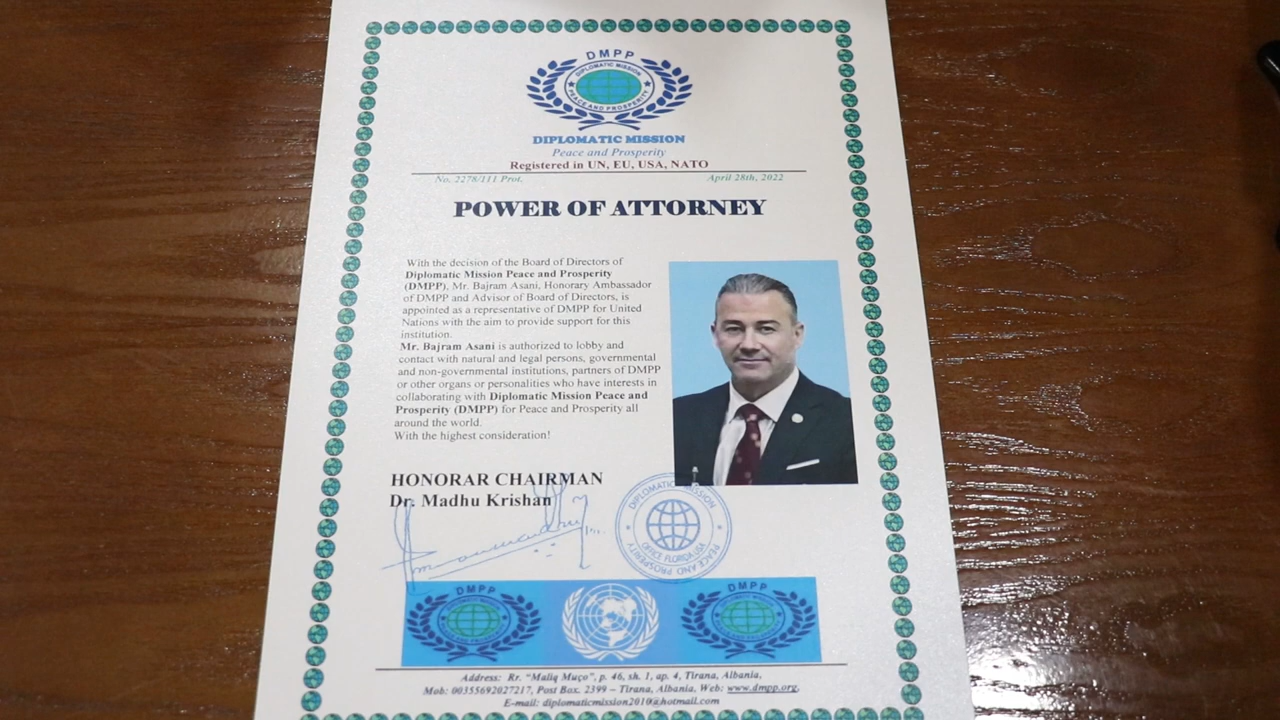 DMPP
DIPLOMATIC MISSION
PEACE AND PROSPERITY
DIPLOMATIC MISSION
Peace and Prosperity
Registered in UN, EU, USA, NATO
No. 2278/111 Prot. April 28th, 2022
POWER OF ATTORNEY
With the decision of the Board of Directors of
Diplomatic Mission Peace and Prosperity
(DMPP), Mr. Bajram Asani, Honorary Ambassador
of DMPP and Advisor of Board of Directors, is
appointed as a representative of DMPP for United
Nations with the aim to provide support for this
institution.
Mr. Bajram Asani is authorized to lobby and
contact with natural and legal persons, governmental
and non-governmental institutions, partners of DMPP
or other organs or personalities who have interests in
collaborating with Diplomatic Mission Peace and
Prosperity (DMPP) for Peace and Prosperity all
around the world.
With the highest consideration!
HONORAR CHAIRMAN
Dr. Madhu Krishan
DIPLOMATIC MISSION
PEACE AND PROSPERITY
OFFICE FLORIDA USA
DMPP
DMPP
Address: Rr. "Maliq Muço", p. 46, sh. 1, ap. 4, Tirana, Albania,
Mob: 00355692027217, Post Box. 2399 – Tirana, Albania, Web: www.dmpp.org,
E-mail: diplomaticmission2010@hotmail.com